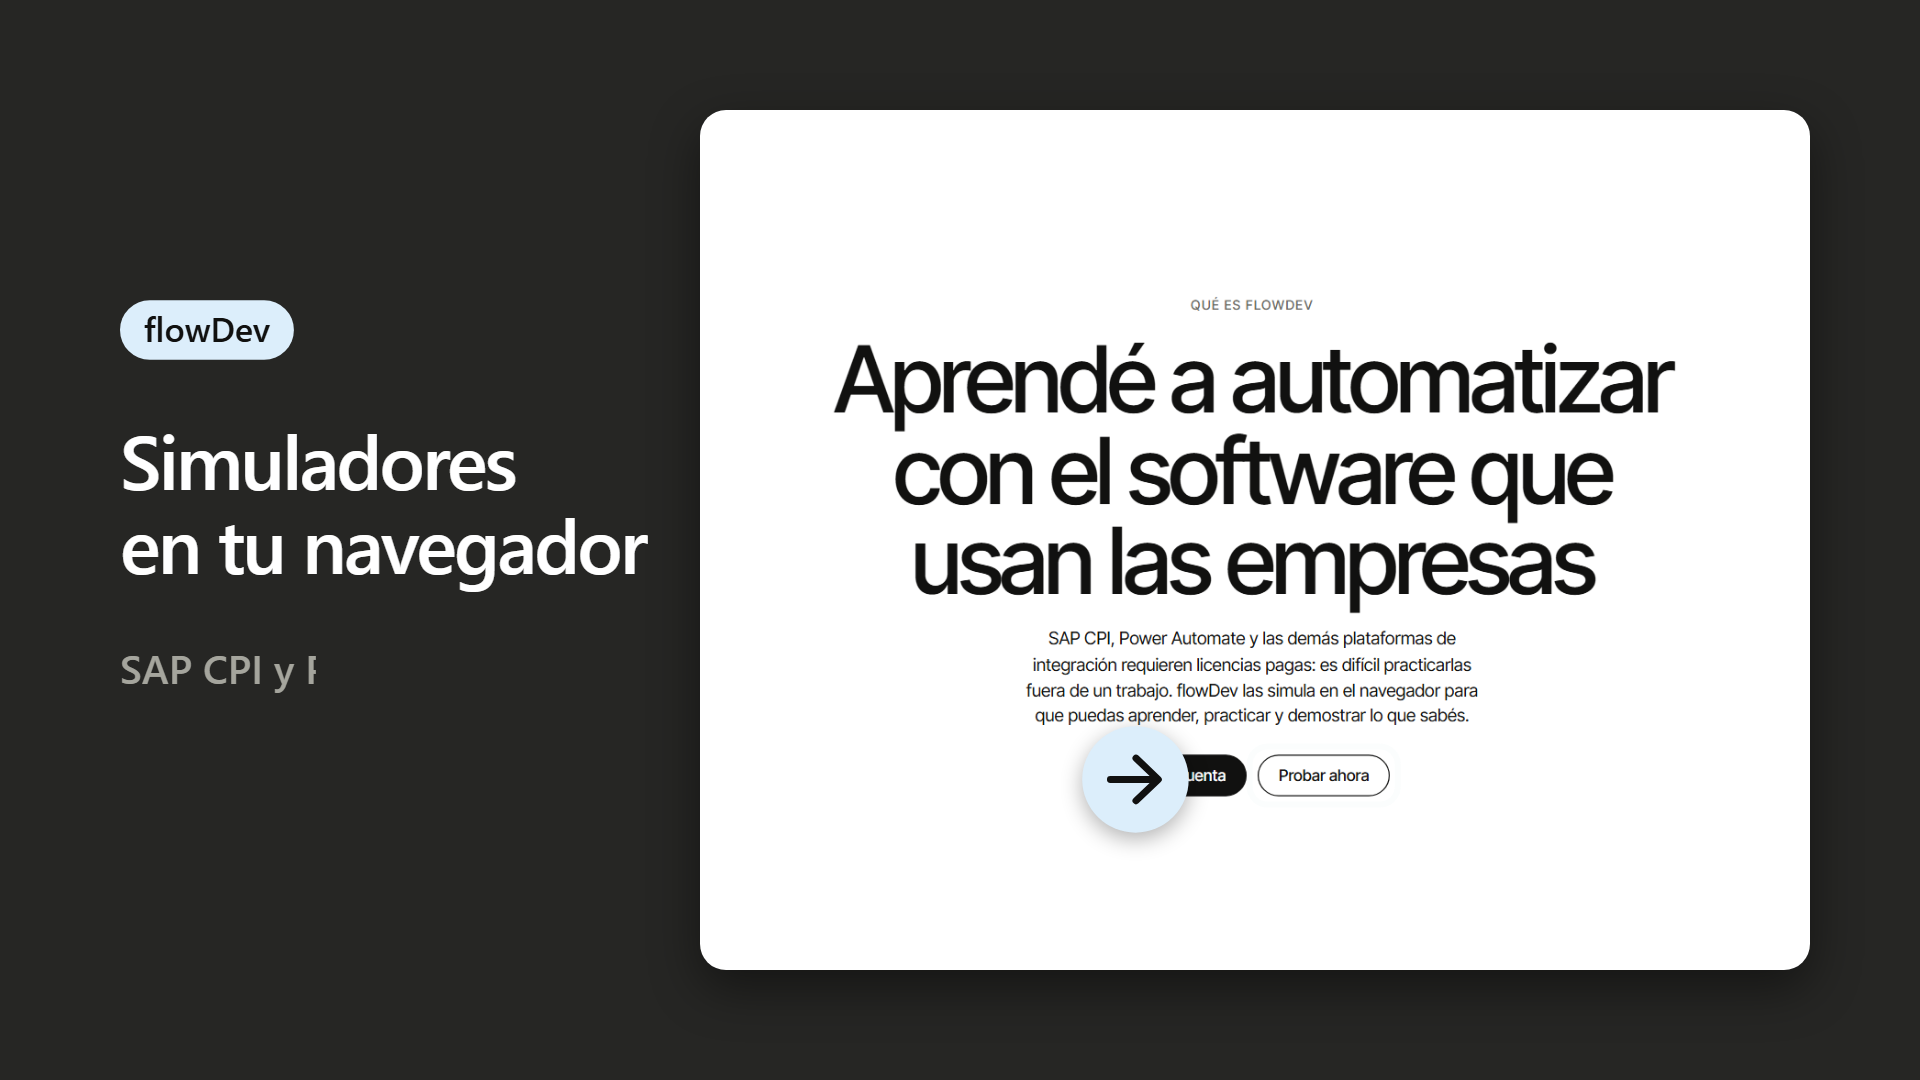 flowDev
Simuladores
en tu navegador
SAP CPI y
QUÉ ES FLOWDEV
Aprendé a automatizar
con el software que
usan las empresas
SAP CPI, Power Automate y las demás plataformas de
integración requieren licencias pagas: es difícil practicarlas
fuera de un trabajo. flowDev las simula en el navegador para
que puedas aprender, practicar y demostrar lo que sabés.
Probar ahora